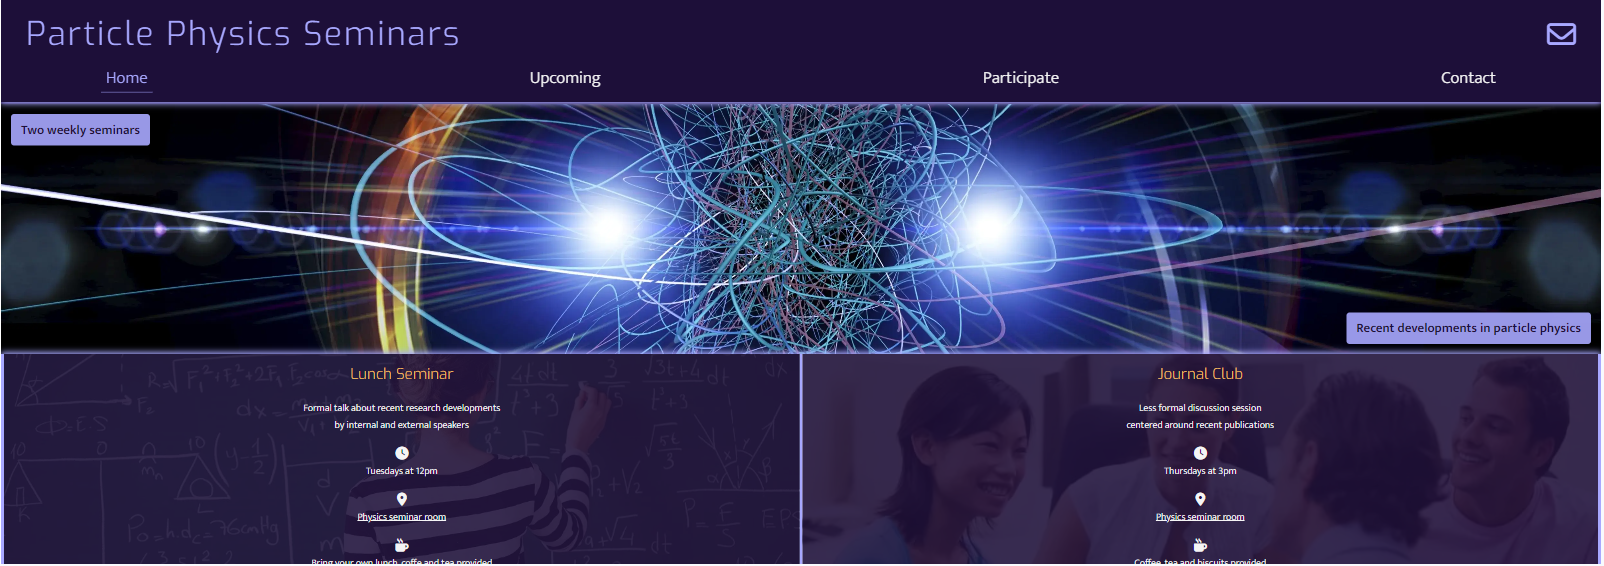 Particle Physics Seminars
Home Upcoming Participate Contact
Two weekly seminars
Recent developments in particle physics
Lunch Seminar
Formal talk about recent research developments
by internal and external speakers
Tuesdays at 12pm
Physics seminar room
Bring your own lunch, coffe and tea provided
Journal Club
Less formal discussion session
centered around recent publications
Thursdays at 3pm
Physics seminar room
Coffee, tea and biscuits provided